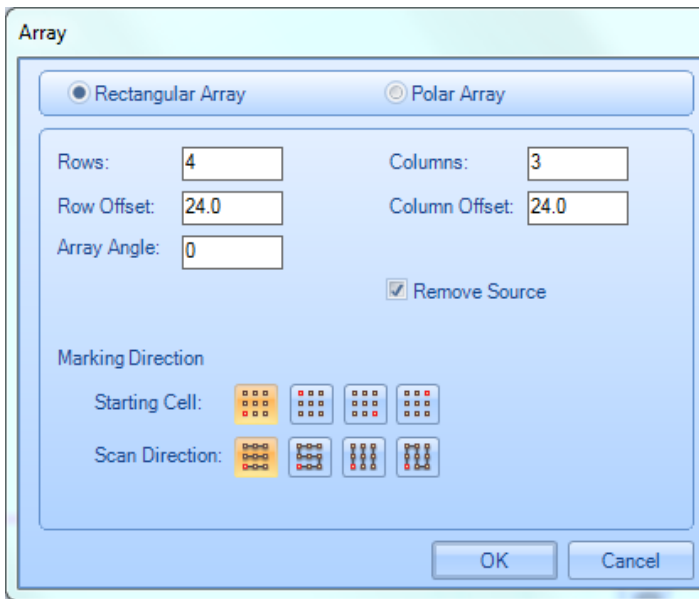 Array
Rectangular Array Polar Array
Rows: 4 Columns: 3
Row Offset: 24.0 Column Offset: 24.0
Array Angle: 0
Remove Source
Marking Direction
Starting Cell:
Scan Direction:
OK Cancel